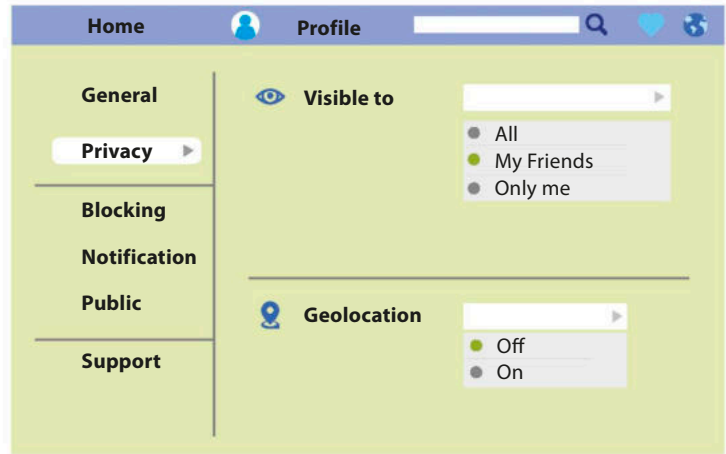 Home Profile
General
Privacy
Blocking
Notification
Public
Support
Visible to
All
My Friends
Only me
Geolocation
Off
On